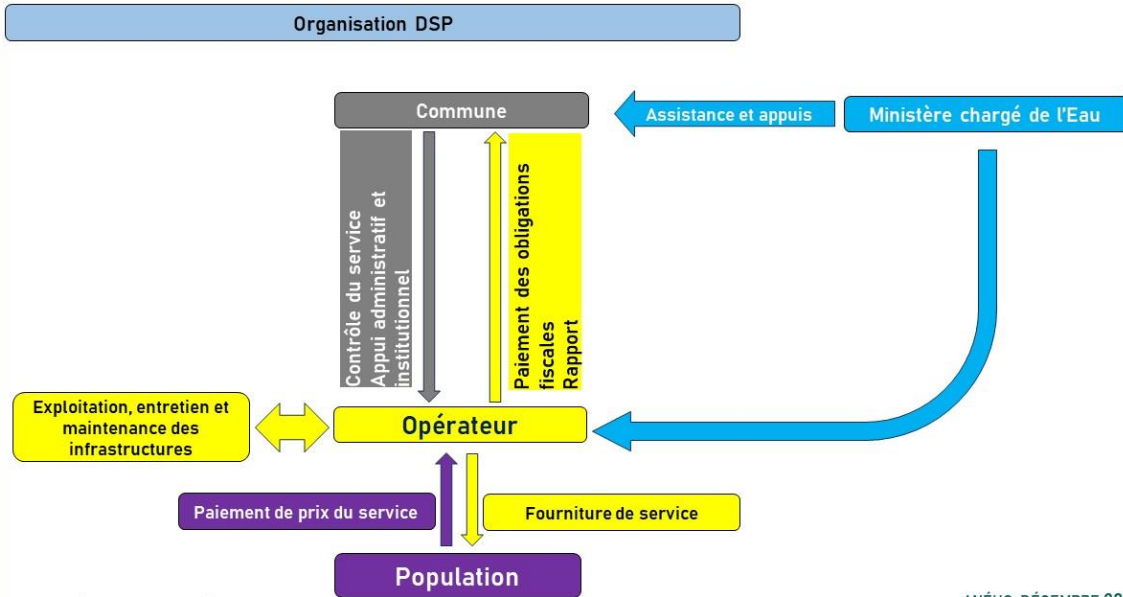 Organisation DSP
Commune
Assistance et appuis
Ministère chargé de l'Eau
Contrôle du service
Appui administratif et
institutionnel
Paiement des obligations
fiscales
Rapport
Exploitation, entretien et
maintenance des
infrastructures
Opérateur
Paiement de prix du service
Fourniture de service
Population